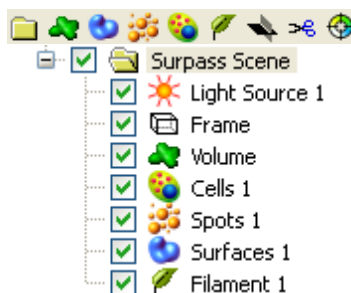 Surpass Scene
Light Source 1
Frame
Volume
Cells 1
Spots 1
Surfaces 1
Filament 1